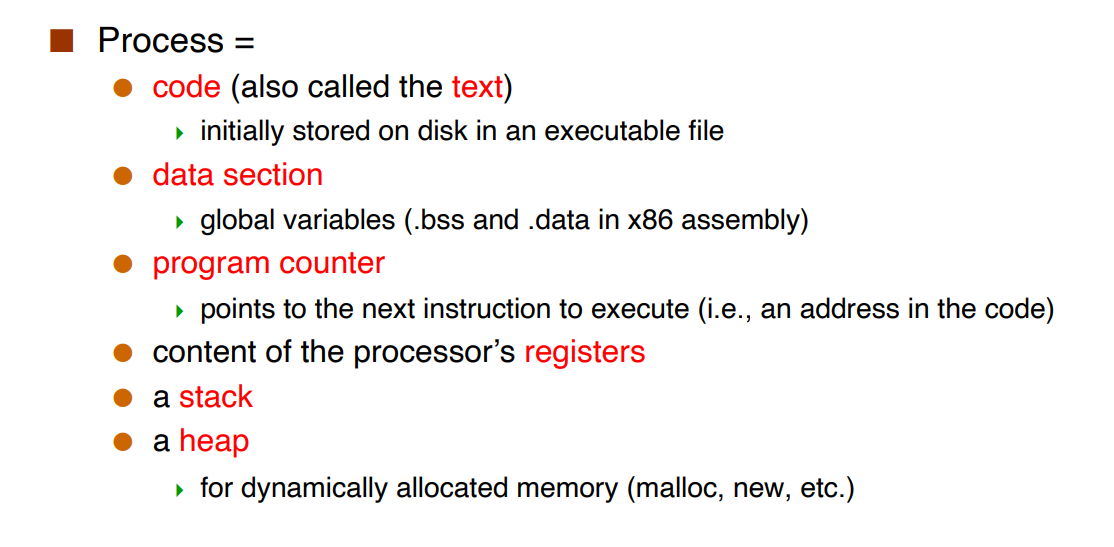 Process =
code (also called the text)
initially stored on disk in an executable file
data section
global variables (.bss and .data in x86 assembly)
program counter
points to the next instruction to execute (i.e., an address in the code)
content of the processor’s registers
a stack
a heap
for dynamically allocated memory (malloc, new, etc.)